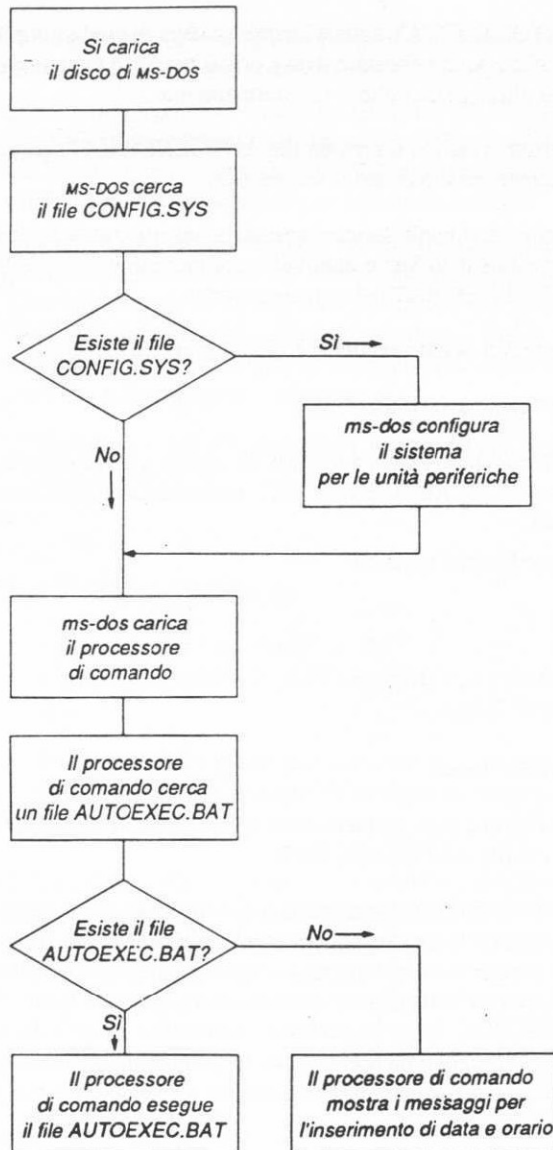 Si carica
il disco di MS-DOS
MS-DOS cerca
il file CONFIG.SYS
Esiste il file
CONFIG.SYS?
Sì
No
ms-dos configura
il sistema
per le unità periferiche
ms-dos carica
il processore
di comando
Il processore
di comando cerca
un file AUTOEXEC.BAT
Esiste il file
AUTOEXEC.BAT?
No
Sì
Il processore
di comando esegue
il file AUTOEXEC.BAT
Il processore di comando
mostra i messaggi per
l'inserimento di data e orario